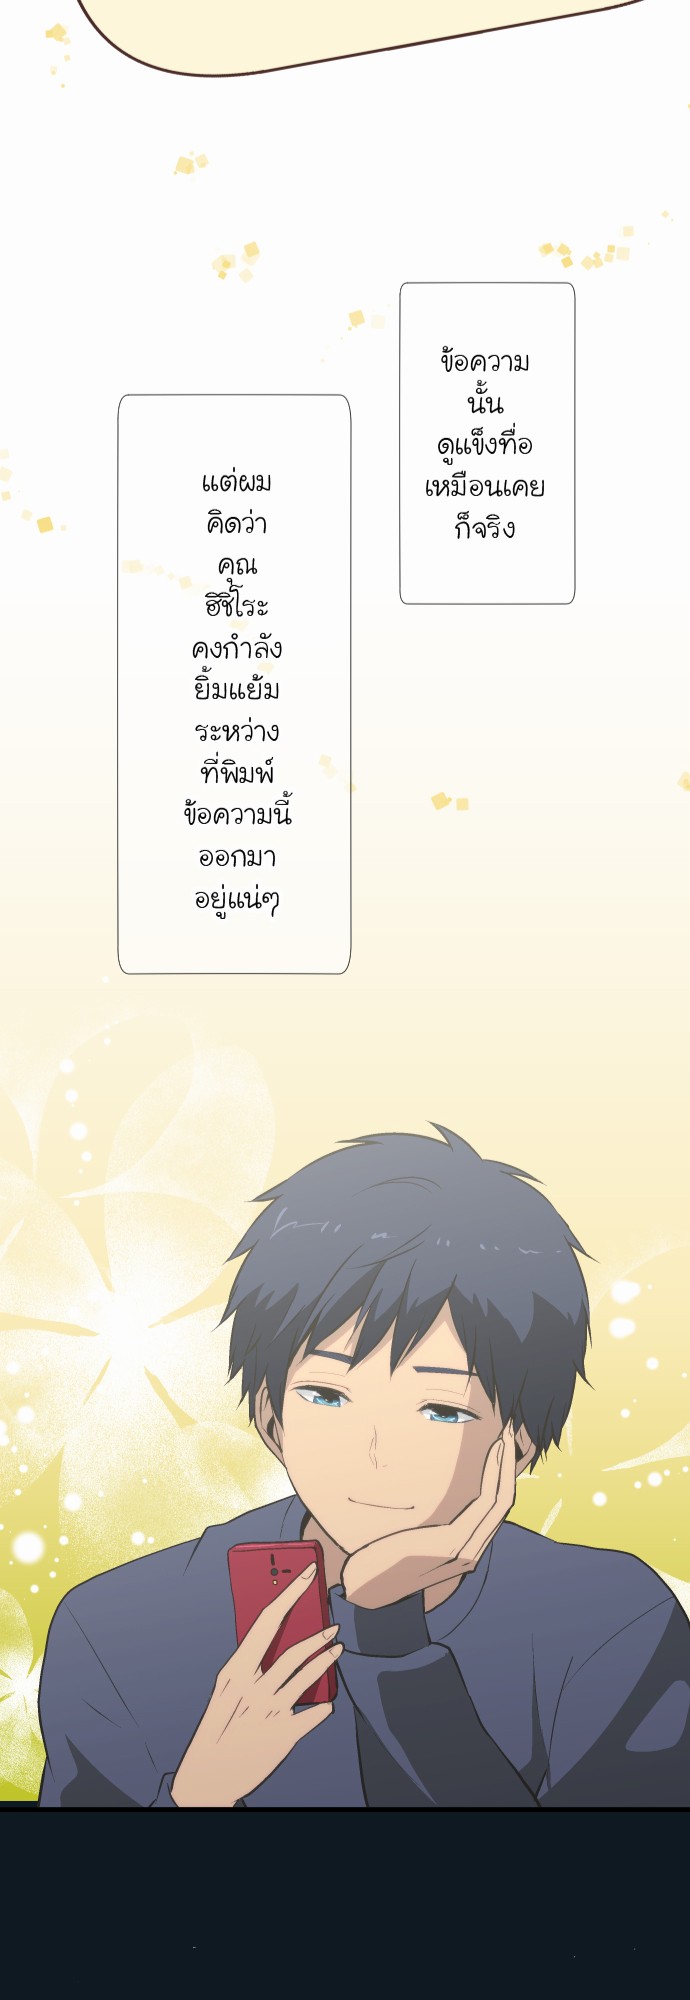 ข้อความ
นั้น
ดูแข็งทื่อ
เหมือนเคย
ก็จริง
แต่ผม
คิดว่า
คุณ
ฮิชิโระ
คงกำลัง
ยิ้มแย้ม
ระหว่าง
ที่พิมพ์
ข้อความนี้
ออกมา
อยู่แน่ๆ